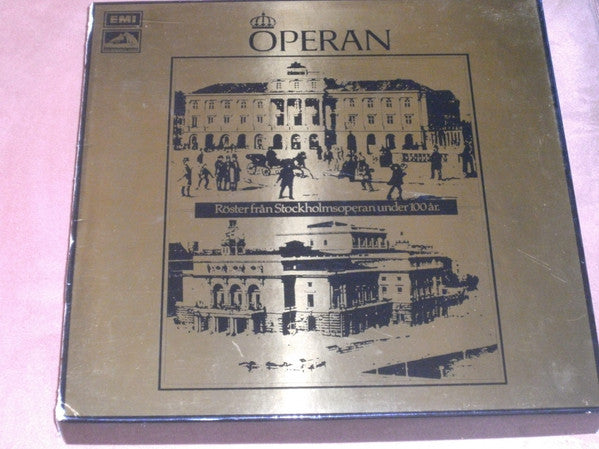 EMI
OPERAN
Röster från Stockholmsoperan under 100 år.